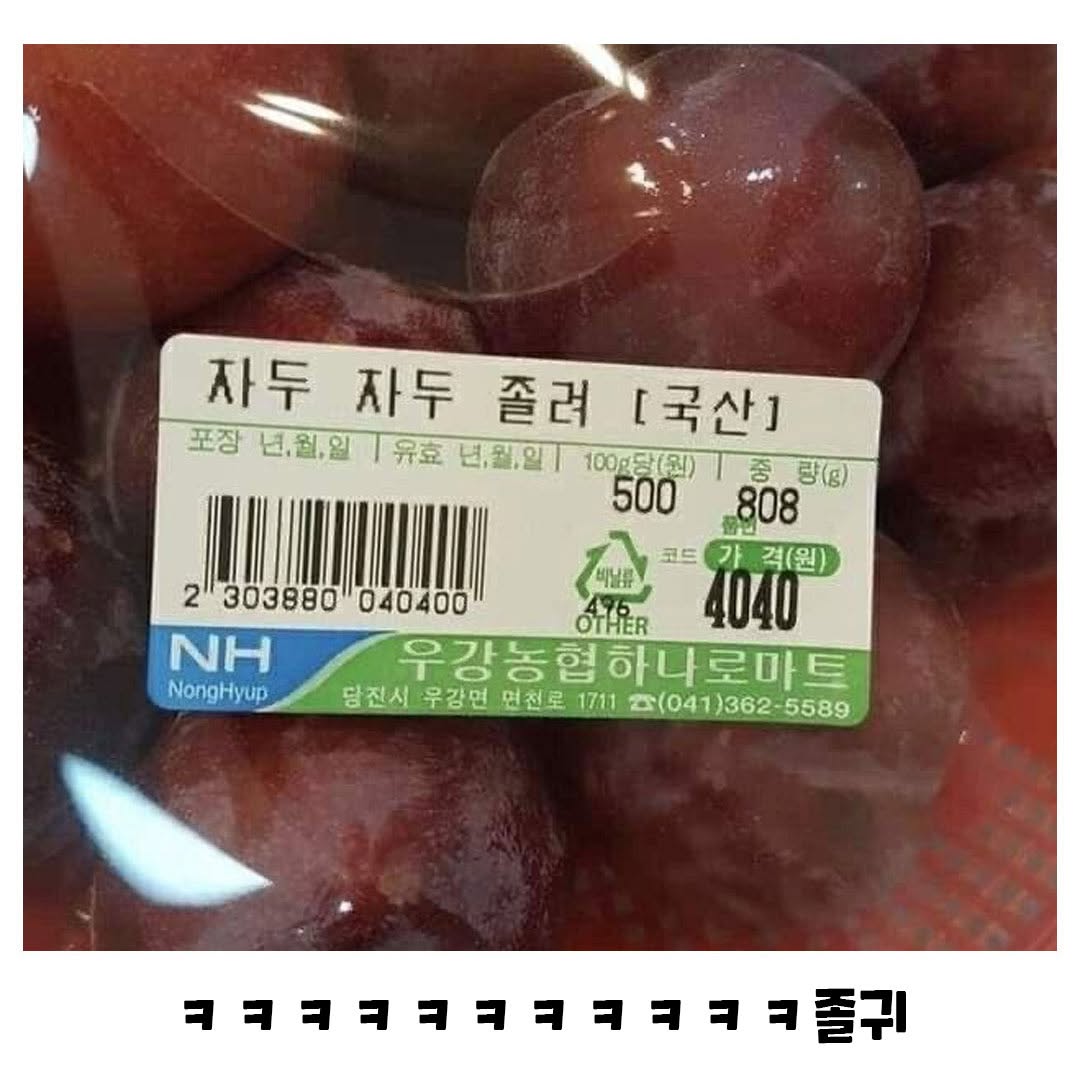 자두 자두 졸려 [국산]
포장 년,월,일 | 유효 년,월,일 | 100g당(원) | 중 량(g)
500 808
품번
코드 가 격(원)
비닐류
4040
496
OTHER
2 303880 040400
NH 우강농협하나로마트
NongHyup 당진시 우강면 면천로 1711 ☎(041)362-5589
ㅋㅋㅋㅋㅋㅋㅋㅋㅋㅋㅋ졸귀